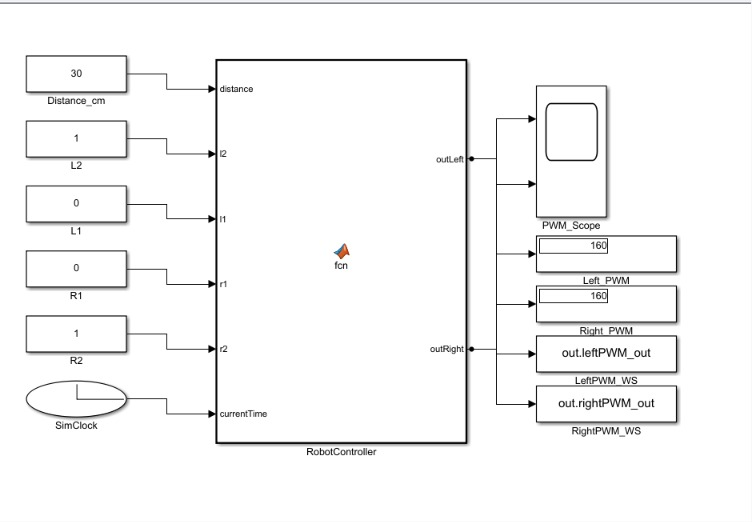 30
Distance_cm
1
L2
0
L1
0
R1
1
R2
SimClock
distance
l2
l1
r1
r2
currentTime
fcn
outLeft
outRight
RobotController
PWM_Scope
160
Left_PWM
160
Right_PWM
out.leftPWM_out
LeftPWM_WS
out.rightPWM_out
RightPWM_WS